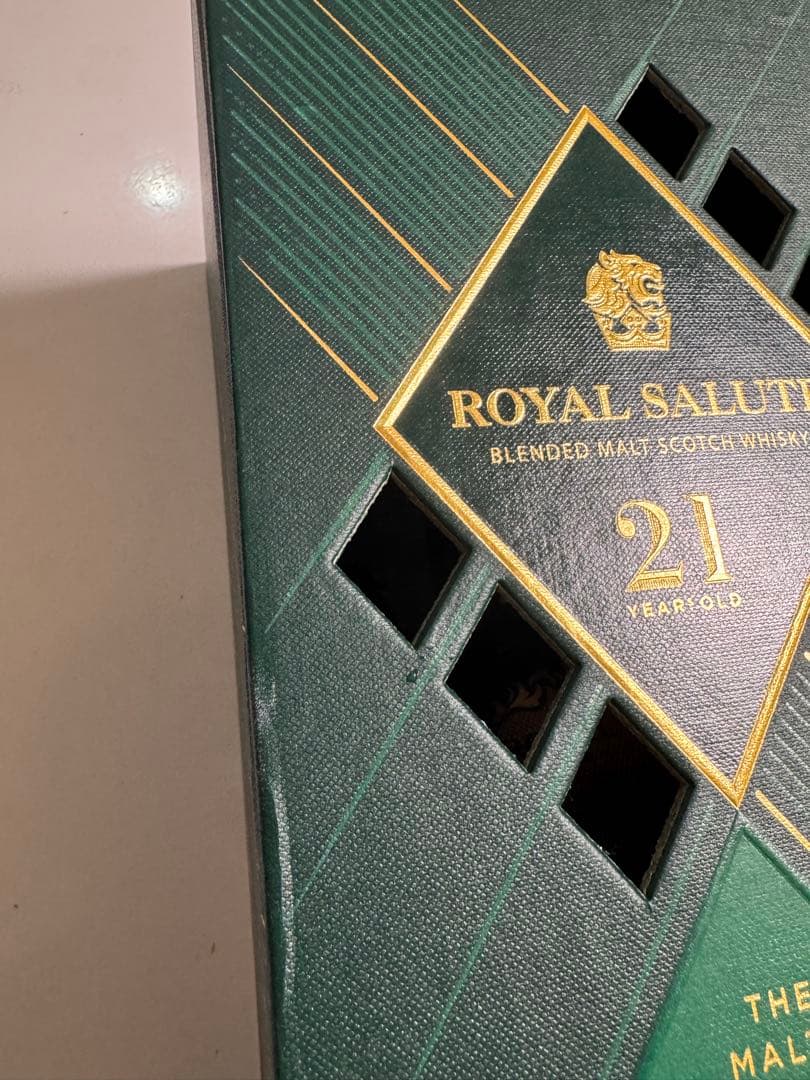 ROYAL SALUTE
BLENDED MALT SCOTCH WHISKY
21
YEARS OLD
THE
MALT